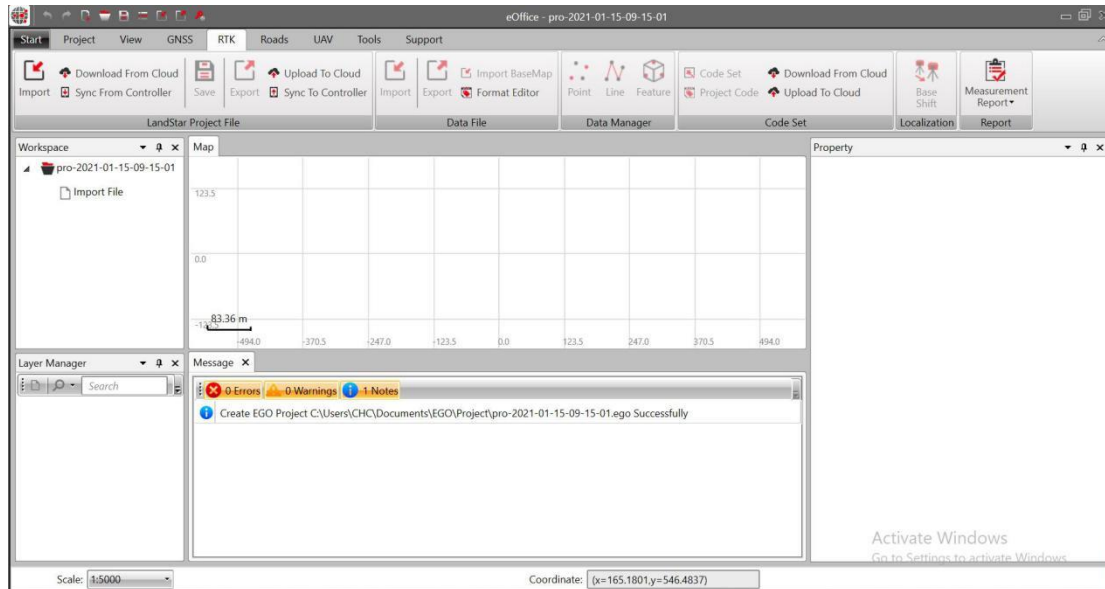 eOffice - pro-2021-01-15-09-15-01
Start Project View GNSS RTK Roads UAV Tools Support
Import
Download From Cloud
Sync From Controller
Save
Export
Upload To Cloud
Sync To Controller
LandStar Project File
Import
Export
Import BaseMap
Format Editor
Data File
Point
Line
Feature
Data Manager
Code Set
Project Code
Download From Cloud
Upload To Cloud
Code Set
Base
Shift
Localization
Measurement
Report
Report
Workspace
pro-2021-01-15-09-15-01
Import File
Map
123.5
0.0
-123.5
83.36 m
-494.0 -370.5 -247.0 -123.5 0.0 123.5 247.0 370.5 494.0
Property
Layer Manager
Search
Message
0 Errors 0 Warnings 1 Notes
Create EGO Project C:\Users\CHC\Documents\EGO\Project\pro-2021-01-15-09-15-01.ego Successfully
Activate Windows
Go to Settings to activate Windows.
Scale: 1:5000
Coordinate: (x=165.1801,y=546.4837)